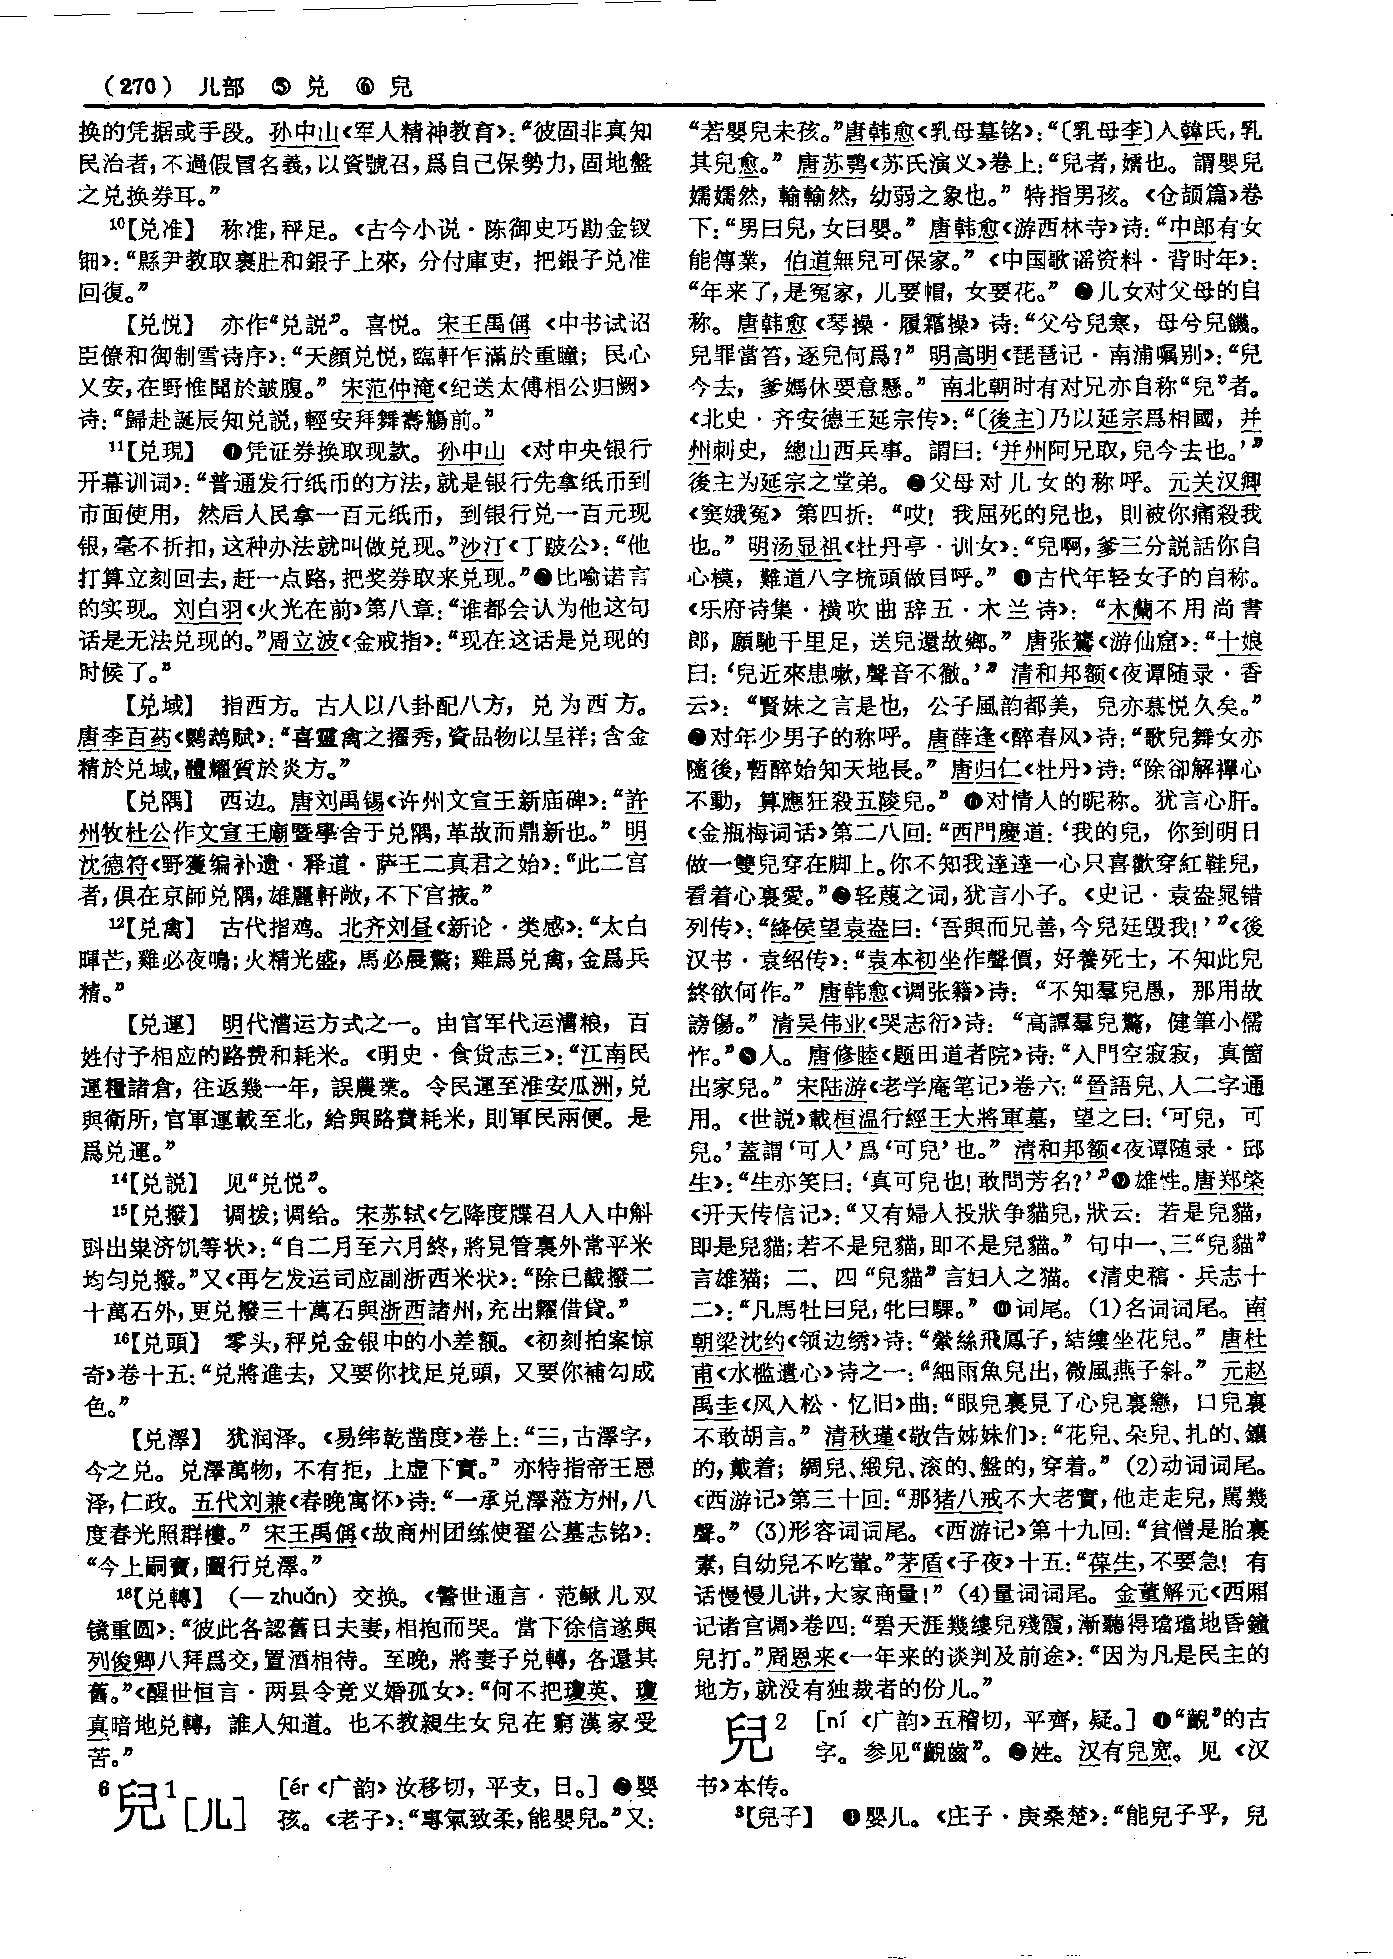 （270） 儿部 ⑤ 兑 ⑥ 兒
换的凭据或手段。孙中山《军人精神教育》：“彼固非真知
民治者，不過假冒名義，以資號召，爲自己保勢力，固地盤
之兑换券耳。”
10【兑准】 称准，秤足。《古今小说·陈御史巧勘金钗
钿》：“縣尹教取裹肚和銀子上來，分付庫吏，把銀子兑准
回復。”
【兑悦】 亦作“兑説”。喜悦。宋王禹偁《中书试诏
臣僚和御制雪诗序》：“天顔兑悦，臨軒乍滿於重瞳；民心
乂安，在野惟聞於鼓腹。” 宋范仲淹《纪送太傅相公归阙》
诗：“歸赴誕辰知兑説，輕安拜舞壽觴前。”
11【兑現】 ❶凭证券换取现款。孙中山《对中央银行
开幕训词》：“普通发行纸币的方法，就是银行先拿纸币到
市面使用，然后人民拿一百元纸币，到银行兑一百元现
银，毫不折扣，这种办法就叫做兑现。”沙汀《丁跛公》：“他
打算立刻回去，赶一点路，把奖券取来兑现。”❷比喻诺言
的实现。刘白羽《火光在前》第八章：“谁都会认为他这句
话是无法兑现的。”周立波《金戒指》：“现在这话是兑现的
时候了。”
【兑域】 指西方。古人以八卦配八方，兑为西方。
唐李百药《鹦鹉赋》：“喜靈禽之擢秀，資品物以呈祥；含金
精於兑域，體耀質於炎方。”
【兑隅】 西边。唐刘禹锡《许州文宣王新庙碑》：“許
州牧杜公作文宣王廟暨學舍于兑隅，革故而鼎新也。” 明
沈德符《野獲编补遗·释道·萨王二真君之始》：“此二宫
者，俱在京師兑隅，雄麗軒敞，不下宫掖。”
12【兑禽】 古代指鸡。北齐刘昼《新论·类感》：“太白
暉芒，雞必夜鳴；火精光盛，馬必晨驚；雞爲兑禽，金爲兵
精。”
【兑運】 明代漕运方式之一。由官军代运漕粮，百
姓付予相应的路费和耗米。《明史·食货志三》：“江南民
運糧諸倉，往返幾一年，誤農業。令民運至淮安瓜洲，兑
與衛所，官軍運載至北，給與路費耗米，則軍民兩便。是
爲兑運。”
14【兑説】 见“兑悦”。
15【兑撥】 调拨；调给。宋苏轼《乞降度牒召人入中斛
㪷出粜济饥等状》：“自二月至六月終，將見管裏外常平米
均匀兑撥。”又《再乞发运司应副浙西米状》：“除已截撥二
十萬石外，更兑撥三十萬石與浙西諸州，充出糶借貸。”
16【兑頭】 零头，秤兑金银中的小差额。《初刻拍案惊
奇》卷十五：“兑將進去，又要你找足兑頭，又要你補勾成
色。”
【兑澤】 犹润泽。《易纬乾凿度》卷上：“三，古澤字，
今之兑。兑澤萬物，不有拒，上虚下實。” 亦特指帝王恩
泽，仁政。五代刘兼《春晚寓怀》诗：“一承兑澤莅方州，八
度春光照群樓。” 宋王禹偁《故商州团练使翟公墓志铭》：
“今上嗣寶，圖行兑澤。”
18【兑轉】（—zhuǎn）交换。《警世通言·范鳅儿双
镜重圆》：“彼此各認舊日夫妻，相抱而哭。當下徐信遂與
列俊卿八拜爲交，置酒相待。至晚，將妻子兑轉，各還其
舊。”《醒世恒言·两县令竞义婚孤女》：“何不把瓊英、瓊
真暗地兑轉，誰人知道。也不教親生女兒在窮漢家受
苦。”
6兒1［儿］ ［ér《广韵》汝移切，平支，日。］❶婴
孩。《老子》：“專氣致柔，能嬰兒。”又：
“若嬰兒未孩。”唐韩愈《乳母墓铭》：“〔乳母李〕入韓氏，乳
其兒愈。” 唐苏鹗《苏氏演义》卷上：“兒者，嬬也。謂嬰兒
嬬嬬然，輸輸然，幼弱之象也。” 特指男孩。《仓颉篇》卷
下：“男曰兒，女曰嬰。” 唐韩愈《游西林寺》诗：“中郎有女
能傳業，伯道無兒可保家。”《中国歌谣资料·背时年》：
“年来了，是冤家，儿要帽，女要花。” ❷儿女对父母的自
称。唐韩愈《琴操·履霜操》诗：“父兮兒寒，母兮兒饑。
兒罪當笞，逐兒何爲？” 明高明《琵琶记·南浦嘱别》：“兒
今去，爹媽休要意懸。” 南北朝时有对兄亦自称“兒”者。
《北史·齐安德王延宗传》：“〔後主〕乃以延宗爲相國，并
州刺史，總山西兵事。謂曰：‘并州阿兄取，兒今去也。’”
後主为延宗之堂弟。❸父母对儿女的称呼。元关汉卿
《窦娥冤》第四折：“哎！我屈死的兒也，則被你痛殺我
也。” 明汤显祖《牡丹亭·训女》：“兒啊，爹三分説話你自
心模，難道八字梳頭做目呼。” ❹古代年轻女子的自称。
《乐府诗集·横吹曲辞五·木兰诗》：“木蘭不用尚書
郎，願馳千里足，送兒還故鄉。” 唐张鷟《游仙窟》：“十娘
曰：‘兒近來患嗽，聲音不徹。’” 清和邦额《夜谭随录·香
云》：“賢妹之言是也，公子風韵都美，兒亦慕悦久矣。”
❺对年少男子的称呼。唐薛逢《醉春风》诗：“歌兒舞女亦
隨後，暫醉始知天地長。” 唐归仁《牡丹》诗：“除卻解禪心
不動，算應狂殺五陵兒。” ❻对情人的昵称。犹言心肝。
《金瓶梅词话》第二八回：“西門慶道：‘我的兒，你到明日
做一雙兒穿在脚上。你不知我達達一心只喜歡穿紅鞋兒，
看着心裏愛。”❼轻蔑之词，犹言小子。《史记·袁盎晁错
列传》：“絳侯望袁盎曰：‘吾與而兄善，今兒廷毁我！’”《後
汉书·袁绍传》：“袁本初坐作聲價，好養死士，不知此兒
終欲何作。” 唐韩愈《调张籍》诗：“不知羣兒愚，那用故
謗傷。” 清吴伟业《哭志衍》诗：“高譚羣兒驚，健筆小儒
怍。”❽人。唐修睦《题田道者院》诗：“入門空寂寂，真箇
出家兒。” 宋陆游《老学庵笔记》卷六：“晉語兒、人二字通
用。《世説》載桓温行經王大將軍墓，望之曰：‘可兒，可
兒。’蓋謂‘可人’爲‘可兒’也。” 清和邦额《夜谭随录·邱
生》：“生亦笑曰：‘真可兒也！敢問芳名？’”❾雄性。唐郑棨
《开天传信记》：“又有婦人投狀争貓兒，狀云：若是兒貓，
即是兒貓；若不是兒貓，即不是兒貓。” 句中一、三“兒貓”
言雄猫；二、四“兒貓”言妇人之猫。《清史稿·兵志十
二》：“凡馬牡曰兒，牝曰騍。” ❿词尾。（1）名词词尾。南
朝梁沈约《领边绣》诗：“縈絲飛鳳子，結縷坐花兒。” 唐杜
甫《水槛遣心》诗之一：“細雨魚兒出，微風燕子斜。” 元赵
禹圭《风入松·忆旧》曲：“眼兒裏見了心兒裏戀，口兒裏
不敢胡言。” 清秋瑾《敬告姊妹们》：“花兒、朵兒、扎的、鑲
的，戴着；綢兒、緞兒、滚的、盤的，穿着。”（2）动词词尾。
《西游记》第三十回：“那猪八戒不大老實，他走走兒，駡幾
聲。”（3）形容词词尾。《西游记》第十九回：“貧僧是胎裏
素，自幼兒不吃葷。”茅盾《子夜》十五：“葆生，不要急！有
话慢慢儿讲，大家商量！”（4）量词词尾。金董解元《西厢
记诸宫调》卷四：“碧天涯幾縷兒殘霞，漸聽得璫璫地昏鐘
兒打。”周恩来《一年来的谈判及前途》：“因为凡是民主的
地方，就没有独裁者的份儿。”
兒2 ［ní《广韵》五稽切，平齊，疑。］❶“齯”的古
字。参见“齯齒”。❷姓。汉有兒宽。见《汉
书》本传。
3【兒子】 ❶婴儿。《庄子·庚桑楚》：“能兒子乎，兒